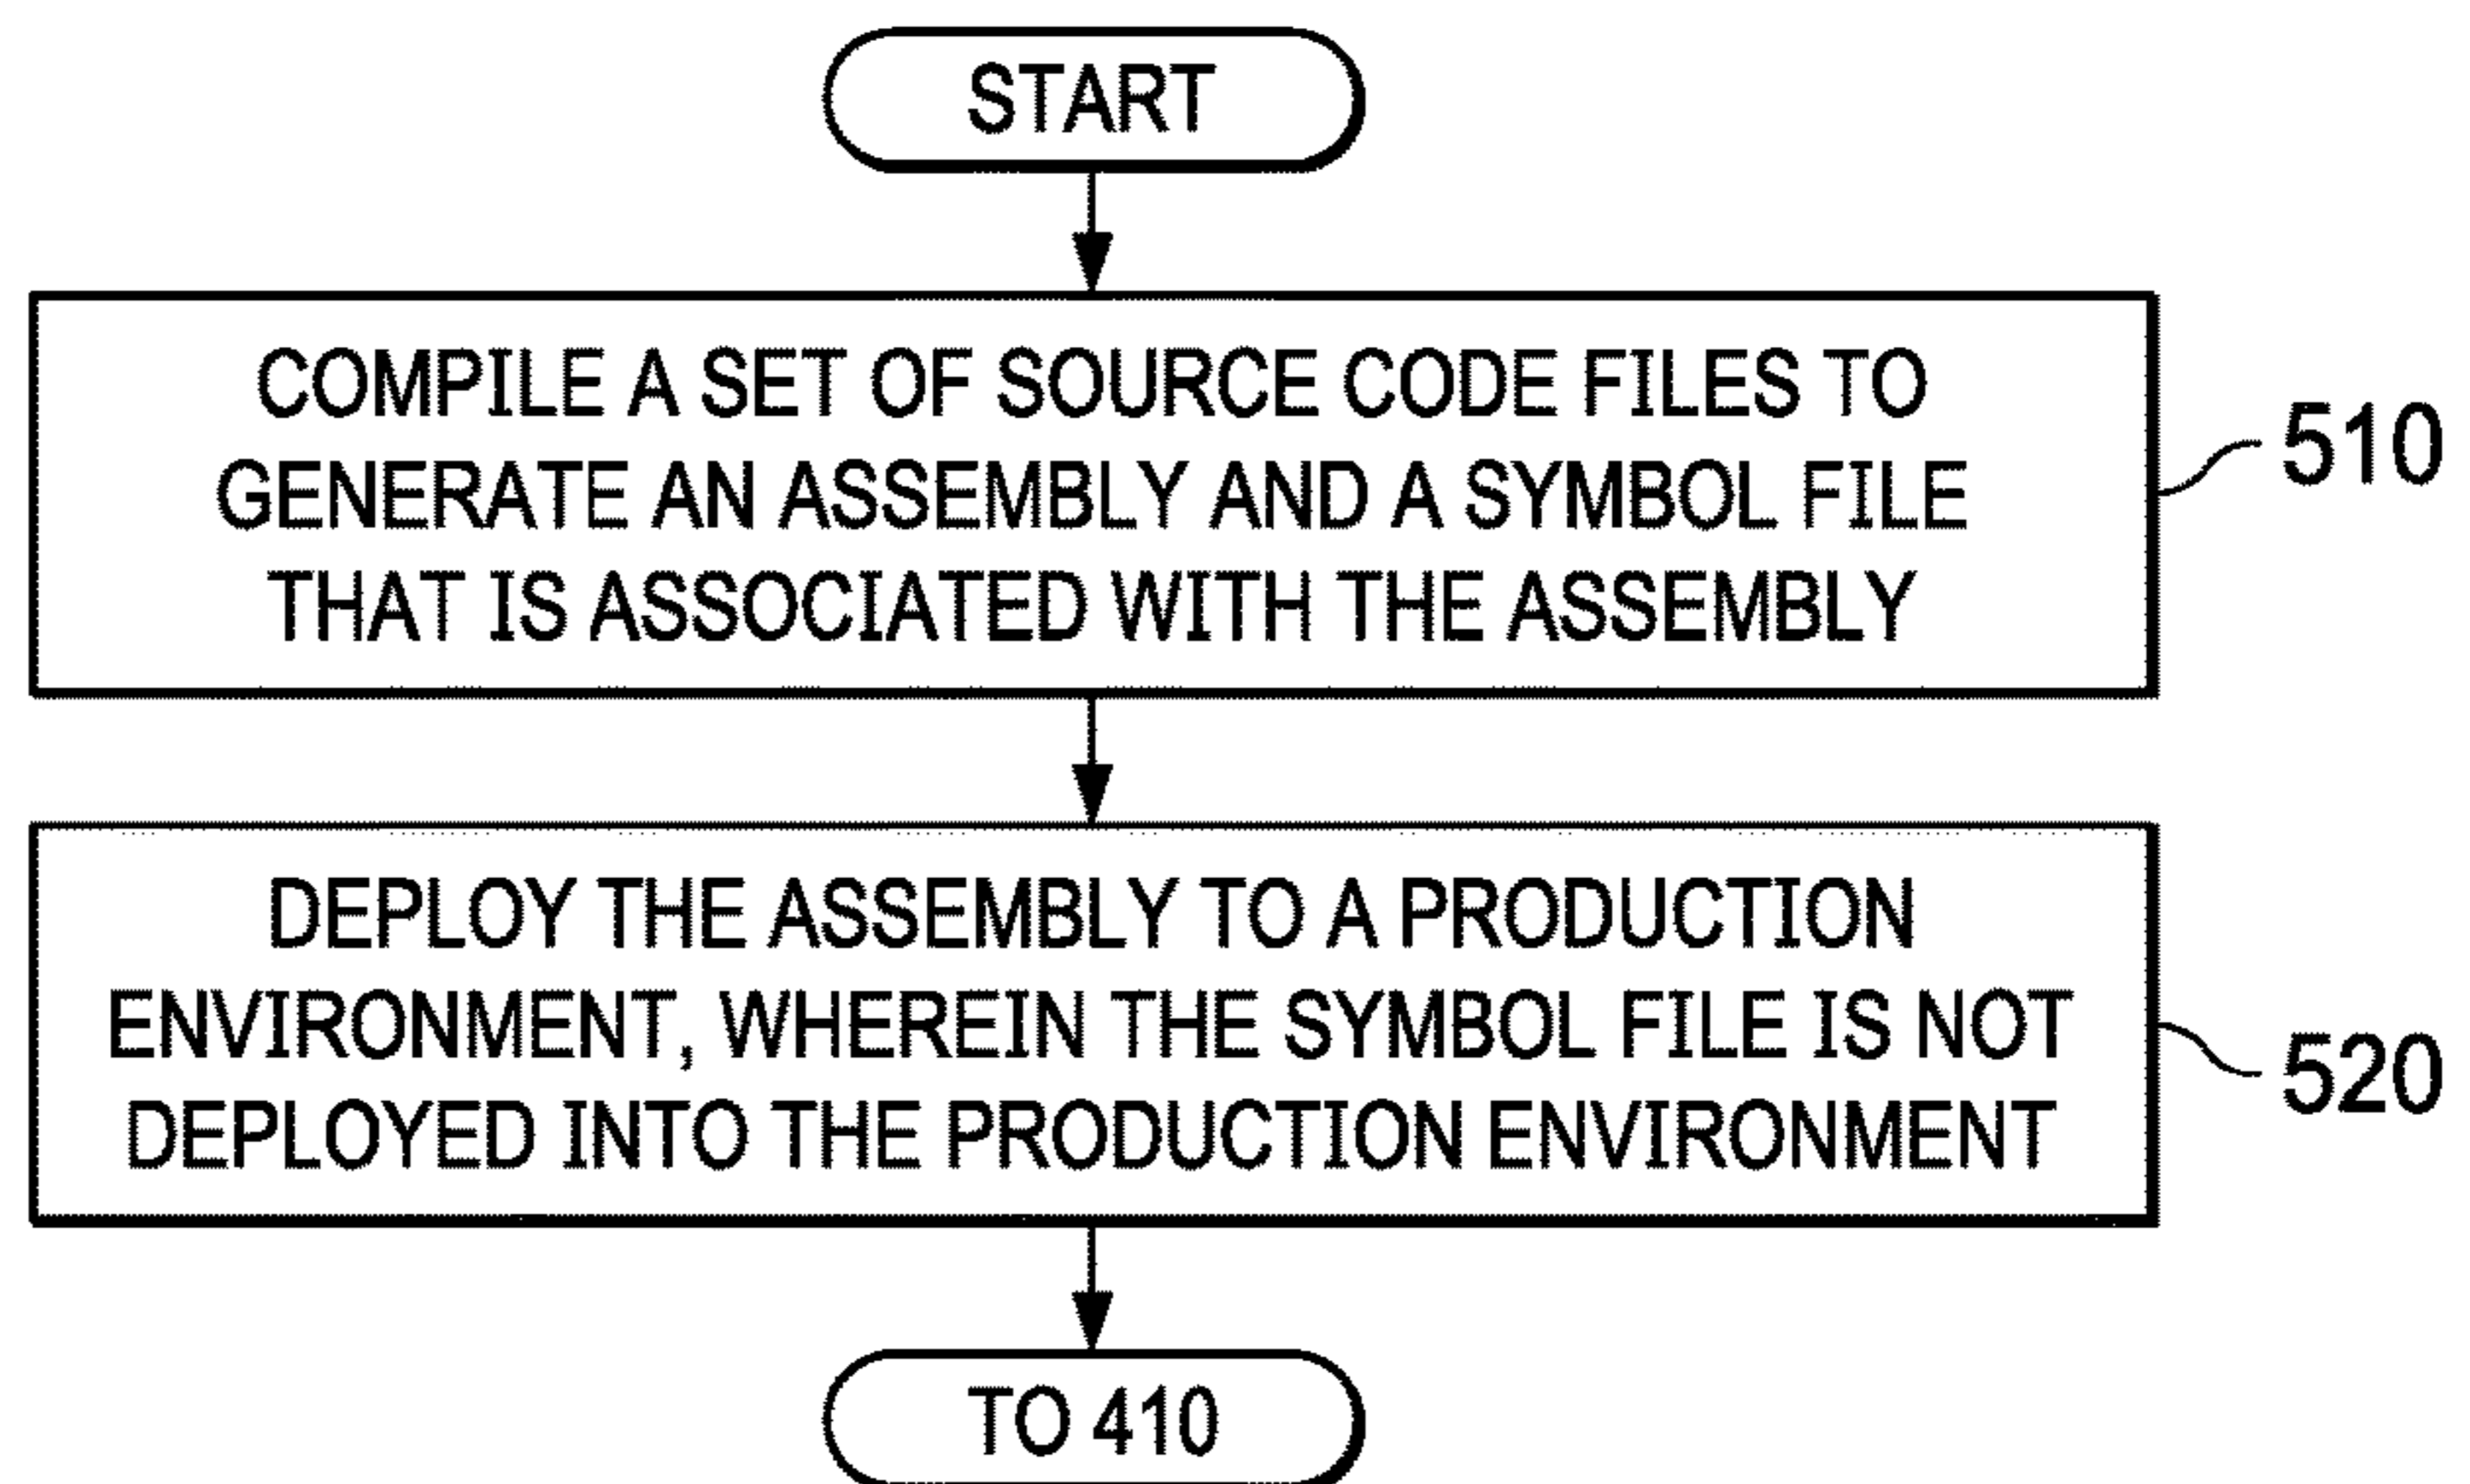 START
COMPILE A SET OF SOURCE CODE FILES TO
GENERATE AN ASSEMBLY AND A SYMBOL FILE
THAT IS ASSOCIATED WITH THE ASSEMBLY
510
DEPLOY THE ASSEMBLY TO A PRODUCTION
ENVIRONMENT, WHEREIN THE SYMBOL FILE IS NOT
DEPLOYED INTO THE PRODUCTION ENVIRONMENT
520
TO 410